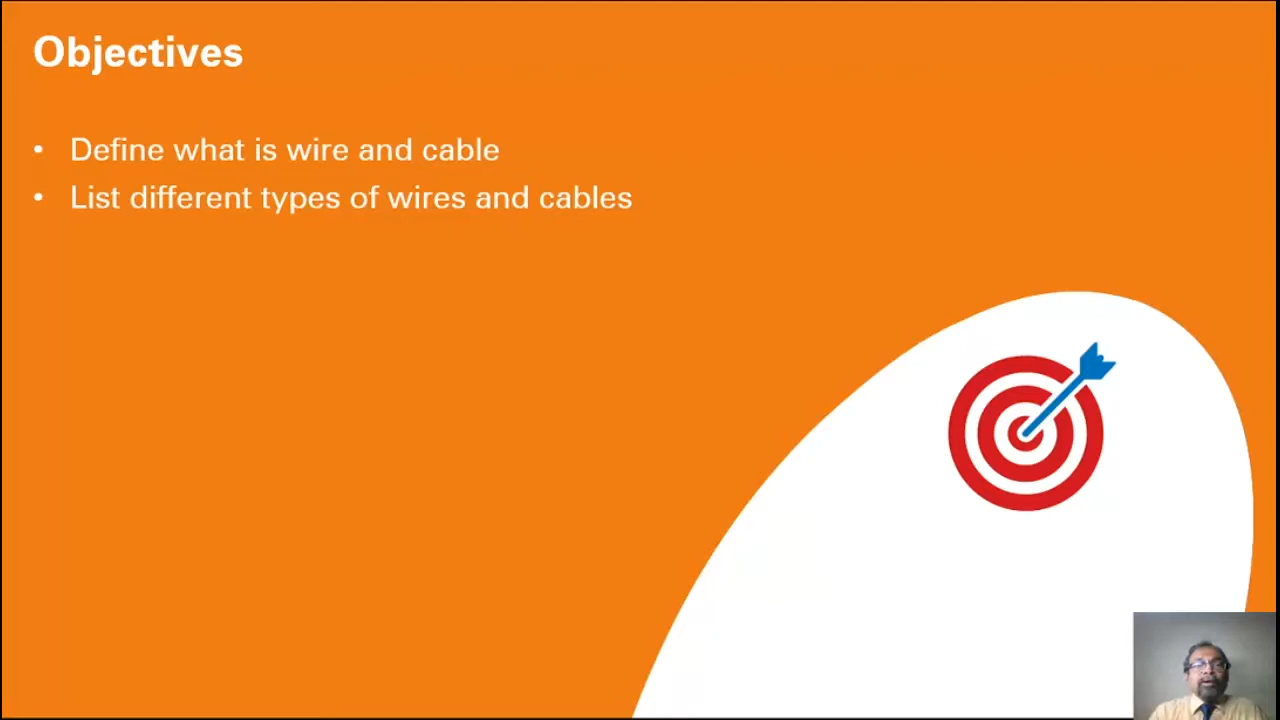 Objectives
• Define what is wire and cable
• List different types of wires and cables